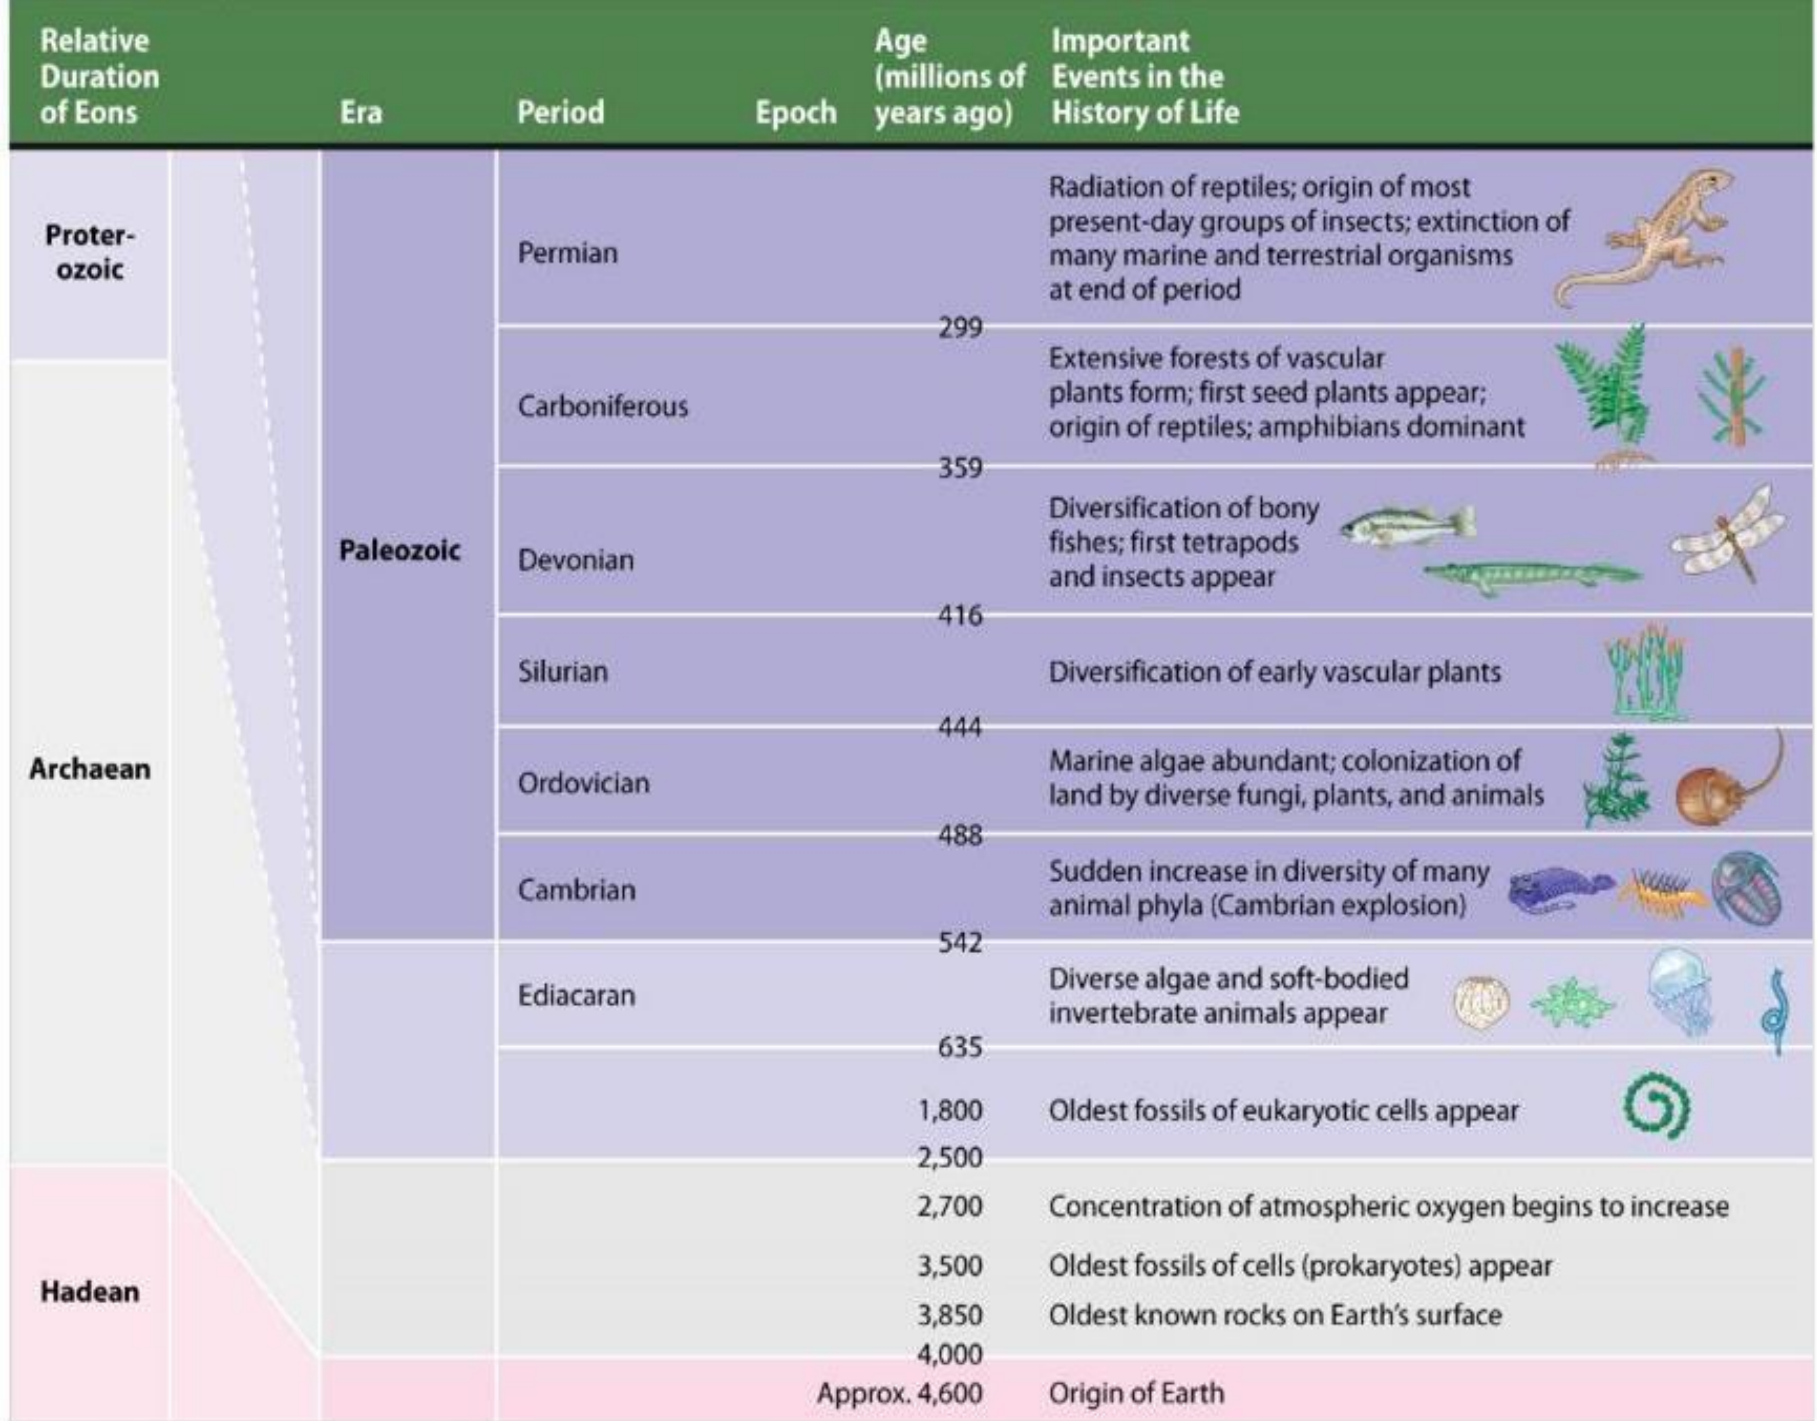 Relative
Duration
of Eons
Era
Period
Epoch
Age
(millions of
years ago)
Important
Events in the
History of Life
Proter-
ozoic
Archaean
Hadean
Paleozoic
Permian
Radiation of reptiles; origin of most
present-day groups of insects; extinction of
many marine and terrestrial organisms
at end of period
299
Carboniferous
Extensive forests of vascular
plants form; first seed plants appear;
origin of reptiles; amphibians dominant
359
Devonian
Diversification of bony
fishes; first tetrapods
and insects appear
416
Silurian
Diversification of early vascular plants
444
Ordovician
Marine algae abundant; colonization of
land by diverse fungi, plants, and animals
488
Cambrian
Sudden increase in diversity of many
animal phyla (Cambrian explosion)
542
Ediacaran
Diverse algae and soft-bodied
invertebrate animals appear
635
1,800 Oldest fossils of eukaryotic cells appear
2,500
2,700 Concentration of atmospheric oxygen begins to increase
3,500 Oldest fossils of cells (prokaryotes) appear
3,850 Oldest known rocks on Earth's surface
4,000
Approx. 4,600 Origin of Earth